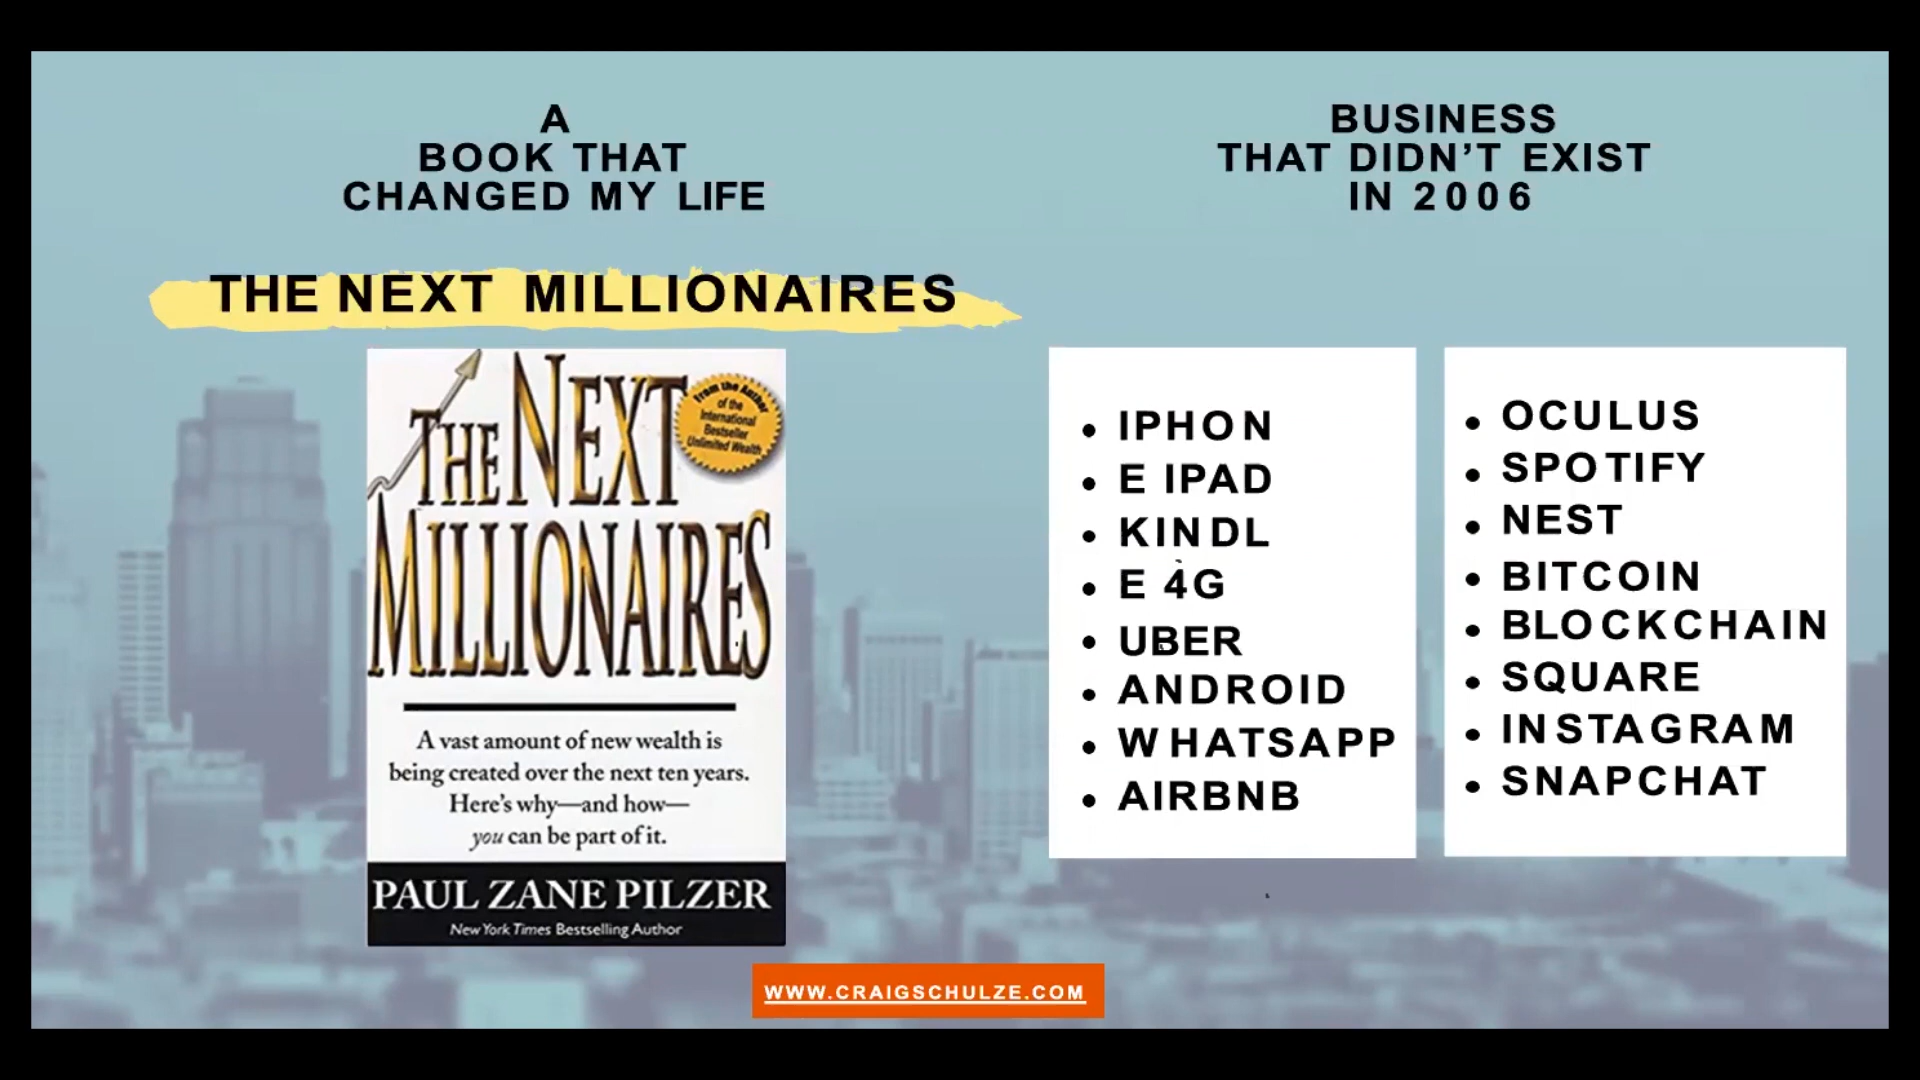 A
BOOK THAT
CHANGED MY LIFE
THE NEXT MILLIONAIRES
THE NEXT
MILLIONAIRES
From the Author
of the
International
Bestseller
Unlimited Wealth
A vast amount of new wealth is
being created over the next ten years.
Here's why—and how—
you can be part of it.
PAUL ZANE PILZER
New York Times Bestselling Author
BUSINESS
THAT DIDN'T EXIST
IN 2006
• IPHON
• E IPAD
• KINDL
• E 4G
• UBER
• ANDROID
• WHATSAPP
• AIRBNB
• OCULUS
• SPOTIFY
• NEST
• BITCOIN
• BLOCKCHAIN
• SQUARE
• INSTAGRAM
• SNAPCHAT
WWW.CRAIGSCHULZE.COM